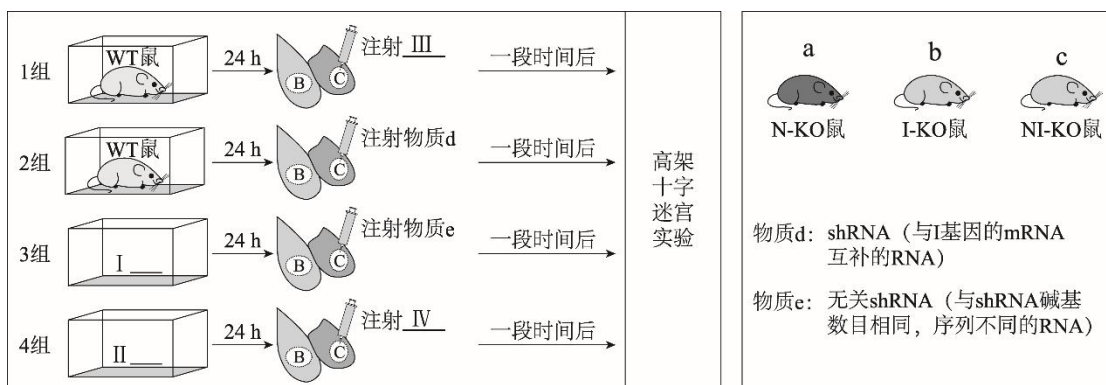 1组 WT鼠 24 h B C 注射 Ⅲ 一段时间后
2组 WT鼠 24 h B C 注射物质d 一段时间后
3组 Ⅰ 24 h B C 注射物质e 一段时间后
4组 Ⅱ 24 h B C 注射 Ⅳ 一段时间后
高架
十字
迷宫
实验
a b c
N-KO鼠 I-KO鼠 NI-KO鼠
物质d： shRNA（与I基因的mRNA
互补的RNA）
物质e： 无关shRNA（与shRNA碱基
数目相同，序列不同的RNA）